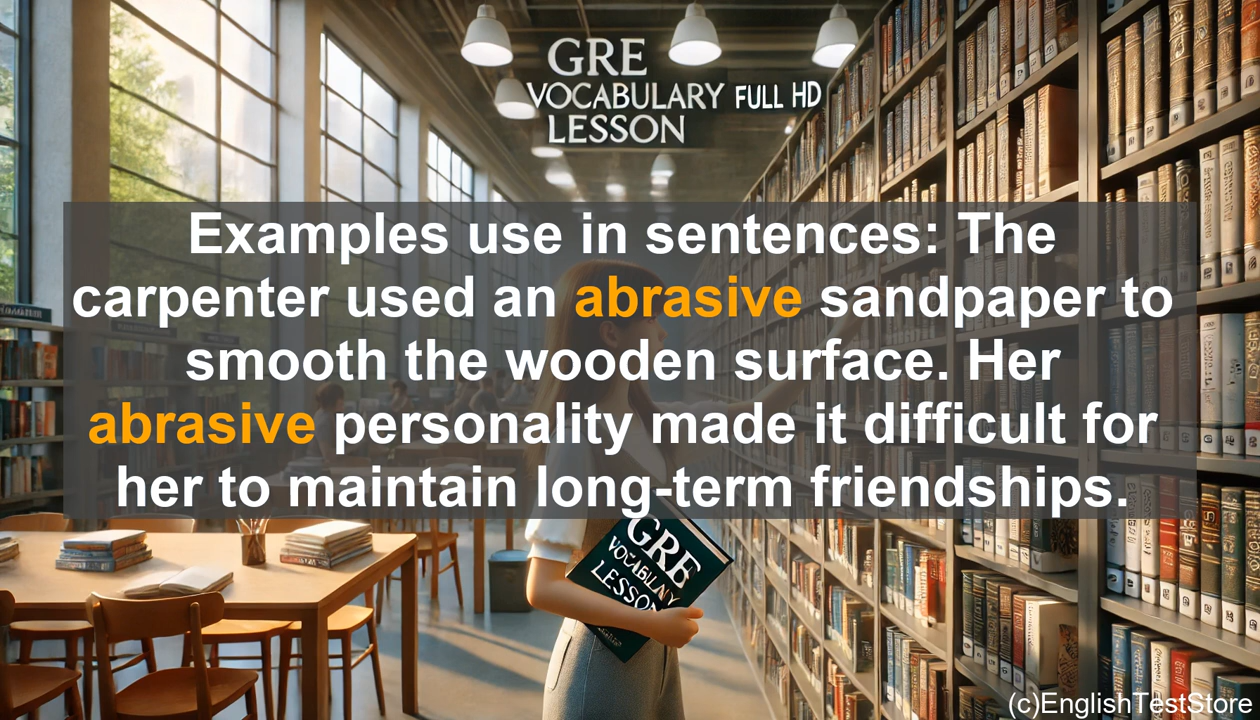 GRE
VOCABULARY FULL HD
LESSON
Examples use in sentences: The
carpenter used an abrasive sandpaper to
smooth the wooden surface. Her
abrasive personality made it difficult for
her to maintain long-term friendships.
GRE
LESSON
(c)EnglishTestStore